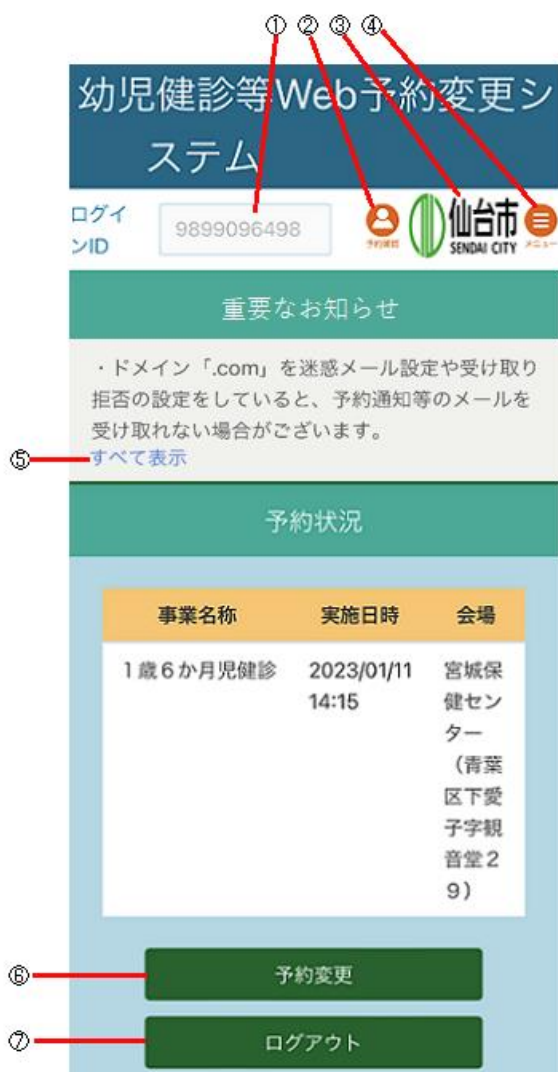 ① ② ③ ④
幼児健診等Web予約変更シ
ステム
ログイ
ンID
9899096498
予約確認
仙台市
SENDAI CITY
メニュー
重要なお知らせ
・ドメイン「.com」を迷惑メール設定や受け取り
拒否の設定をしていると、予約通知等のメールを
受け取れない場合がございます。
⑤
すべて表示
予約状況
事業名称 実施日時 会場
1歳6か月児健診 2023/01/11 宮城保
14:15 健セン
ター
（青葉
区下愛
子字観
音堂2
9）
⑥
予約変更
⑦
ログアウト